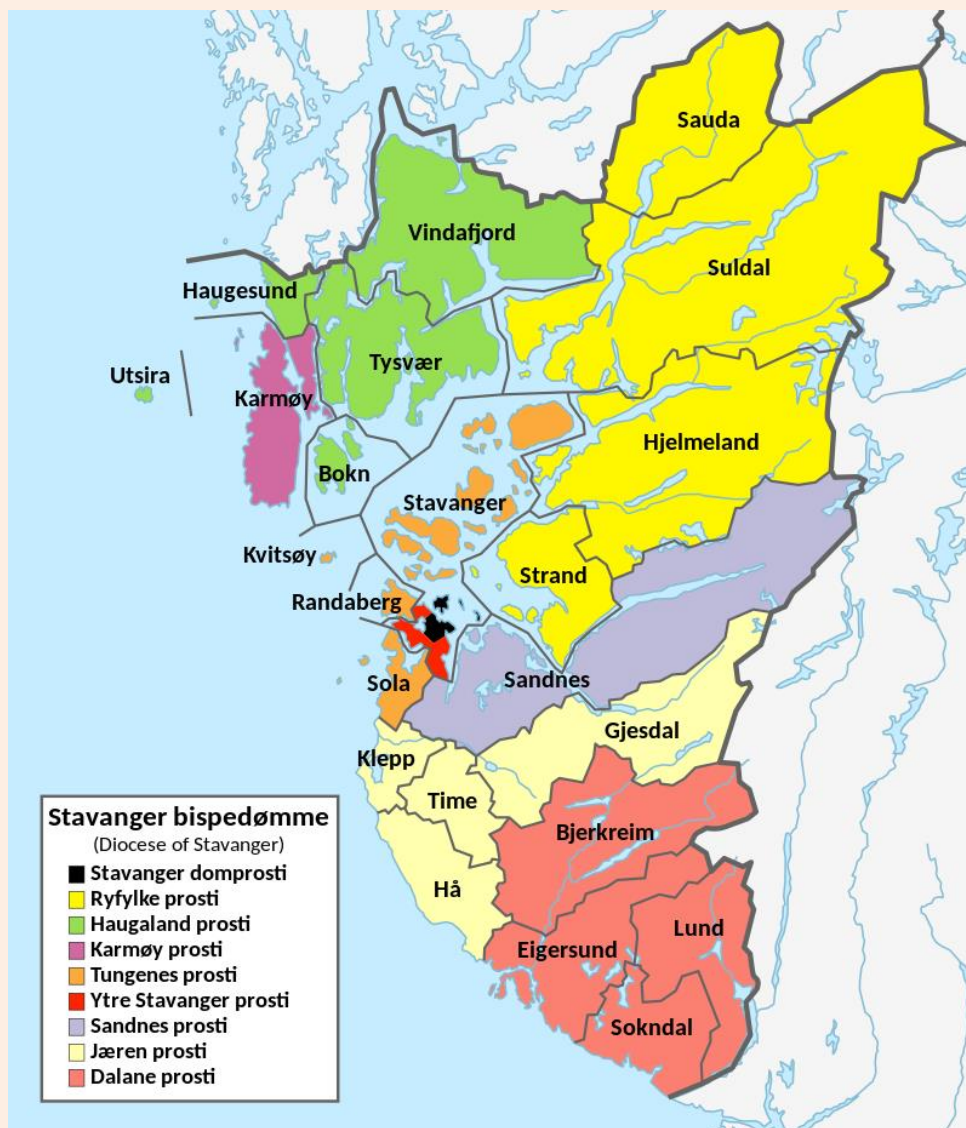 Sauda
Vindafjord
Suldal
Haugesund
Tysvær
Utsira
Karmøy
Hjelmeland
Bokn
Stavanger
Kvitsøy
Strand
Randaberg
Sandnes
Sola
Gjesdal
Klepp
Time
Bjerkreim
Hå
Lund
Eigersund
Sokndal
Stavanger bispedømme
(Diocese of Stavanger)
Stavanger domprosti
Ryfylke prosti
Haugaland prosti
Karmøy prosti
Tungenes prosti
Ytre Stavanger prosti
Sandnes prosti
Jæren prosti
Dalane prosti